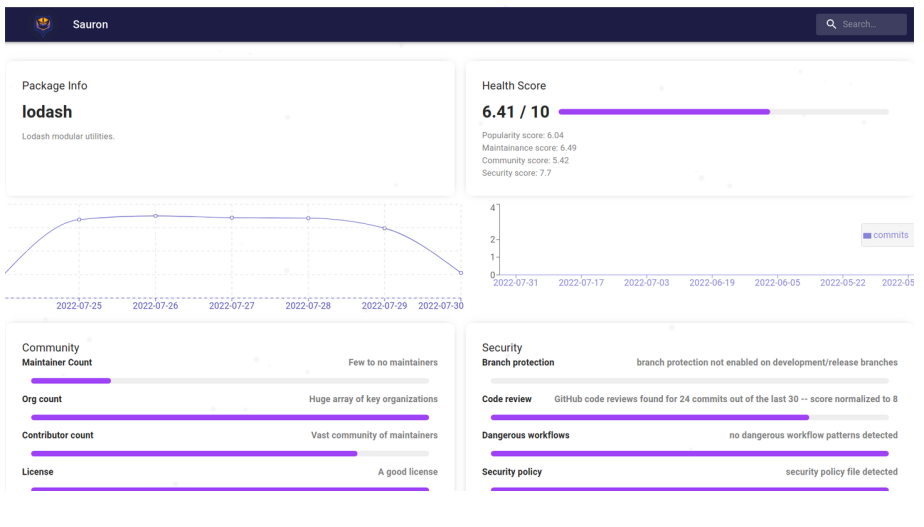 Sauron
Search...
Package Info
lodash
Lodash modular utilities.
Health Score
6.41 / 10
Popularity score: 6.04
Maintainance score: 6.49
Community score: 5.42
Security score: 7.7
2022-07-25 2022-07-26 2022-07-27 2022-07-28 2022-07-29 2022-07-30
4
2
1
0
commits
2022-07-31 2022-07-17 2022-07-03 2022-06-19 2022-06-05 2022-05-22 2022-05
Community
Maintainer Count Few to no maintainers
Org count Huge array of key organizations
Contributor count Vast community of maintainers
License A good license
Security
Branch protection branch protection not enabled on development/release branches
Code review GitHub code reviews found for 24 commits out of the last 30 -- score normalized to 8
Dangerous workflows no dangerous workflow patterns detected
Security policy security policy file detected